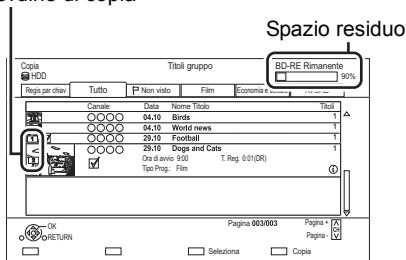 Spazio residuo
Copia
Titoli gruppo
BD-RE Rimanente
HDD
90%
Regis par chiav
Tutto
Non visto
Film
Canale
Data
Nome Titolo
Titoli
04.10
Birds
1
04.10
World news
1
29.10
Football
1
29.10
Dogs and Cats
1
Ora di avvio 9:00
T. Reg. 0:01(DR)
Tipo Prog.: Film
OK
RETURN
Pagina 003/003
Pagina +
CH
Pagina -
Seleziona
Copia